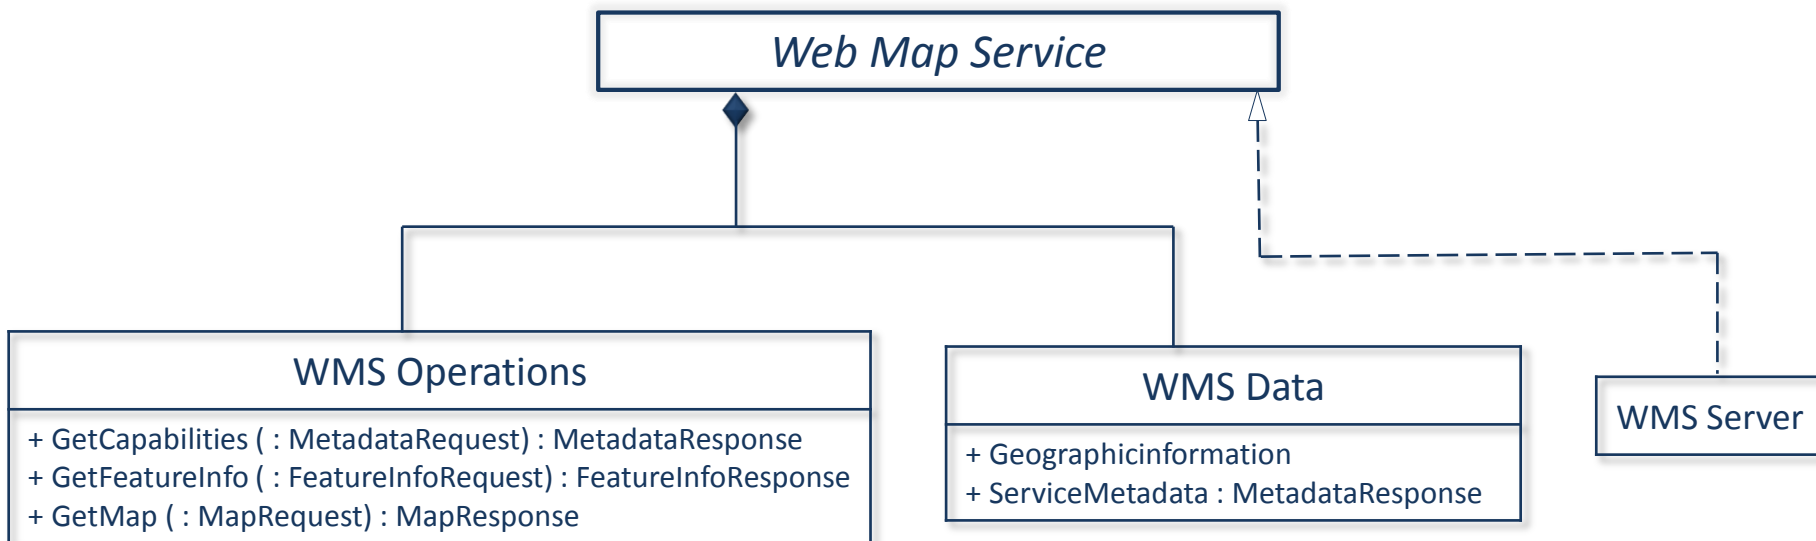 Web Map Service
WMS Operations
+ GetCapabilities ( : MetadataRequest) : MetadataResponse
+ GetFeatureInfo ( : FeatureInfoRequest) : FeatureInfoResponse
+ GetMap ( : MapRequest) : MapResponse
WMS Data
+ Geographicinformation
+ ServiceMetadata : MetadataResponse
WMS Server